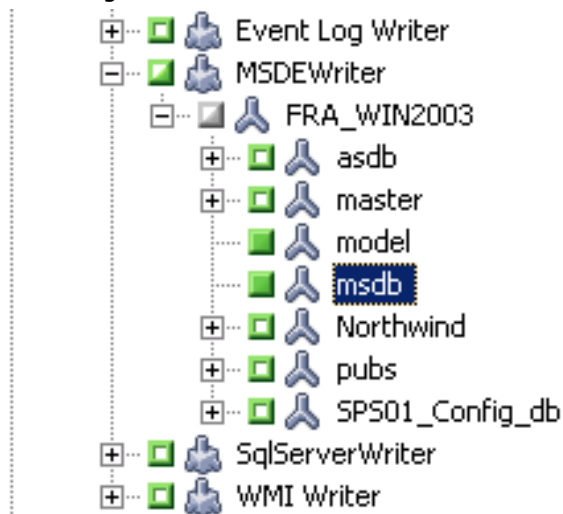 Event Log Writer
MSDEWriter
FRA_WIN2003
asdb
master
model
msdb
Northwind
pubs
SPS01_Config_db
SqlServerWriter
WMI Writer